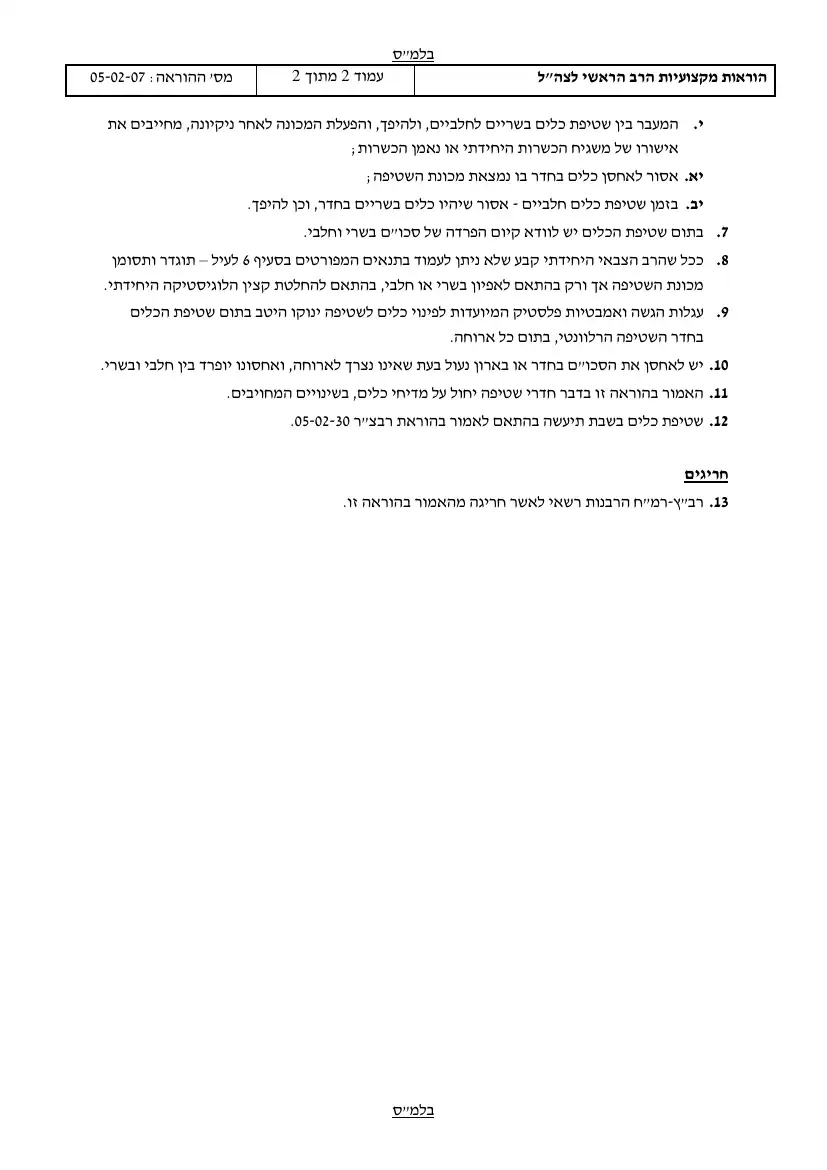 בלמ״ס
הוראות מקצועיות הרב הראשי לצה״ל עמוד 2 מתוך 2 מס׳ ההוראה: 05-02-07
י. המעבר בין שטיפת כלים בשריים לחלביים, ולהיפך, והפעלת המכונה לאחר ניקיונה, מחייבים את
אישורו של משגיח הכשרות היחידתי או נאמן הכשרות;
יא. אסור לאחסן כלים בחדר בו נמצאת מכונת השטיפה;
יב. בזמן שטיפת כלים חלביים - אסור שיהיו כלים בשריים בחדר, וכן להיפך.
7. בתום שטיפת הכלים יש לוודא קיום הפרדה של סכו״ם בשרי וחלבי.
8. ככל שהרב הצבאי היחידתי קבע שלא ניתן לעמוד בתנאים המפורטים בסעיף 6 לעיל – תוגדר ותסומן
מכונת השטיפה אך ורק בהתאם לאפיון בשרי או חלבי, בהתאם להחלטת קצין הלוגיסטיקה היחידתי.
9. עגלות הגשה ואמבטיות פלסטיק המיועדות לפינוי כלים לשטיפה ינוקו היטב בתום שטיפת הכלים
בחדר השטיפה הרלוונטי, בתום כל ארוחה.
10. יש לאחסן את הסכו״ם בחדר או בארון נעול בעת שאינו נצרך לארוחה, ואחסונו יופרד בין חלבי ובשרי.
11. האמור בהוראה זו בדבר חדרי שטיפה יחול על מדיחי כלים, בשינויים המחויבים.
12. שטיפת כלים בשבת תיעשה בהתאם לאמור בהוראת רבצ״ר 05-02-30.
חריגים
13. רב״ץ-רמ״ח הרבנות רשאי לאשר חריגה מהאמור בהוראה זו.
בלמ״ס